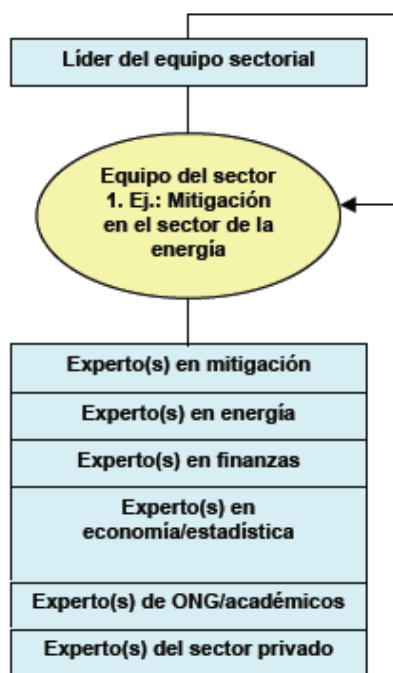 Líder del equipo sectorial
Equipo del sector
1. Ej.: Mitigación
en el sector de la
energía
Experto(s) en mitigación
Experto(s) en energía
Experto(s) en finanzas
Experto(s) en
economía/estadística
Experto(s) de ONG/académicos
Experto(s) del sector privado